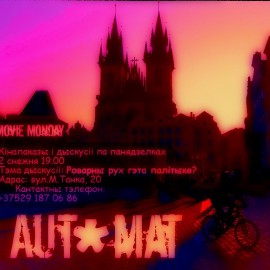 MOVIE MONDAY
Кінапаказы і дыскусіі па панядзелках
2 снежня 19:00
Тэма дыскусіі: Роварны рух гэта палітыка?
Адрас: вул.М.Танка, 20
Кантактны тэлефон
+37529 187 06 86
AUT*MAT